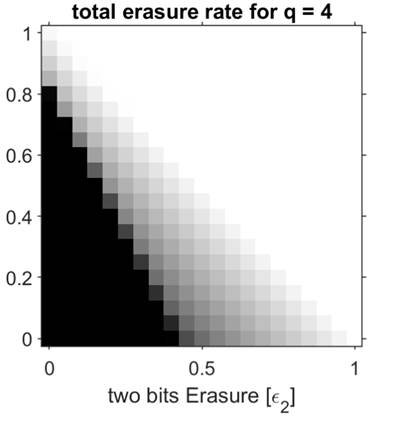 total erasure rate for q = 4
1
0.8
0.6
0.4
0.2
0
0 0.5 1
two bits Erasure [ϵ₂]